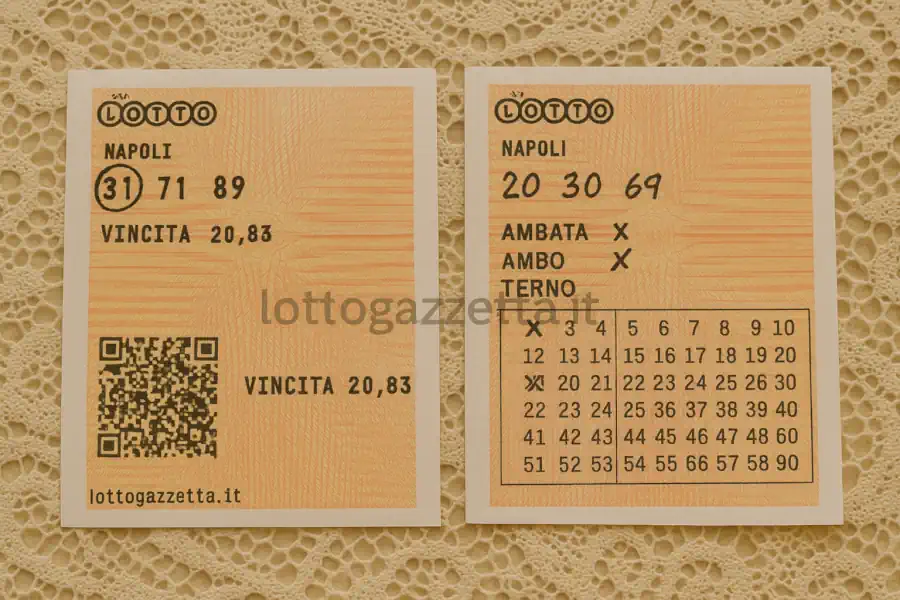 LOTTO
NAPOLI
31 71 89
VINCITA 20,83
VINCITA 20,83
lottogazzetta.it
LOTTO
NAPOLI
20 30 69
AMBATA X
AMBO X
TERNO
X 3 4 5 6 7 8 9 10
12 13 14 15 16 17 18 19 20
X 20 21 22 23 24 25 26 30
22 23 24 25 36 37 38 39 40
41 42 43 44 45 46 47 48 60
51 52 53 54 55 66 57 58 90
lottogazzetta.it